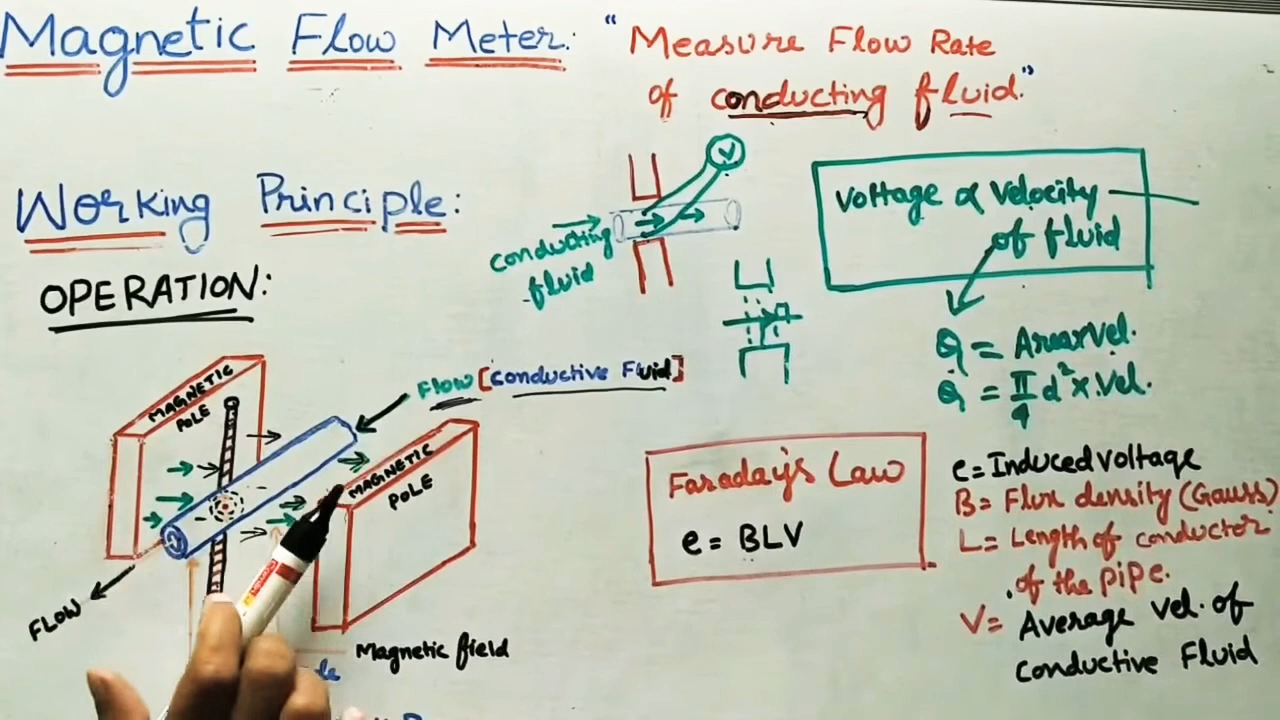 Magnetic Flow Meter: "Measure Flow Rate
of conducting fluid."
Working Principle:
OPERATION:
V
conducting
fluid
Voltage ∝ Velocity
of fluid
Q = Area x Vel.
Q = π/4 d² x Vel.
MAGNETIC
POLE
Flow [conductive Fluid]
MAGNETIC
POLE
FLOW
Magnetic field
Faraday's Law
e = BLV
e = Induced voltage
B = Flux density (Gauss)
L = Length of conductor
of the pipe.
V = Average vel. of
conductive Fluid